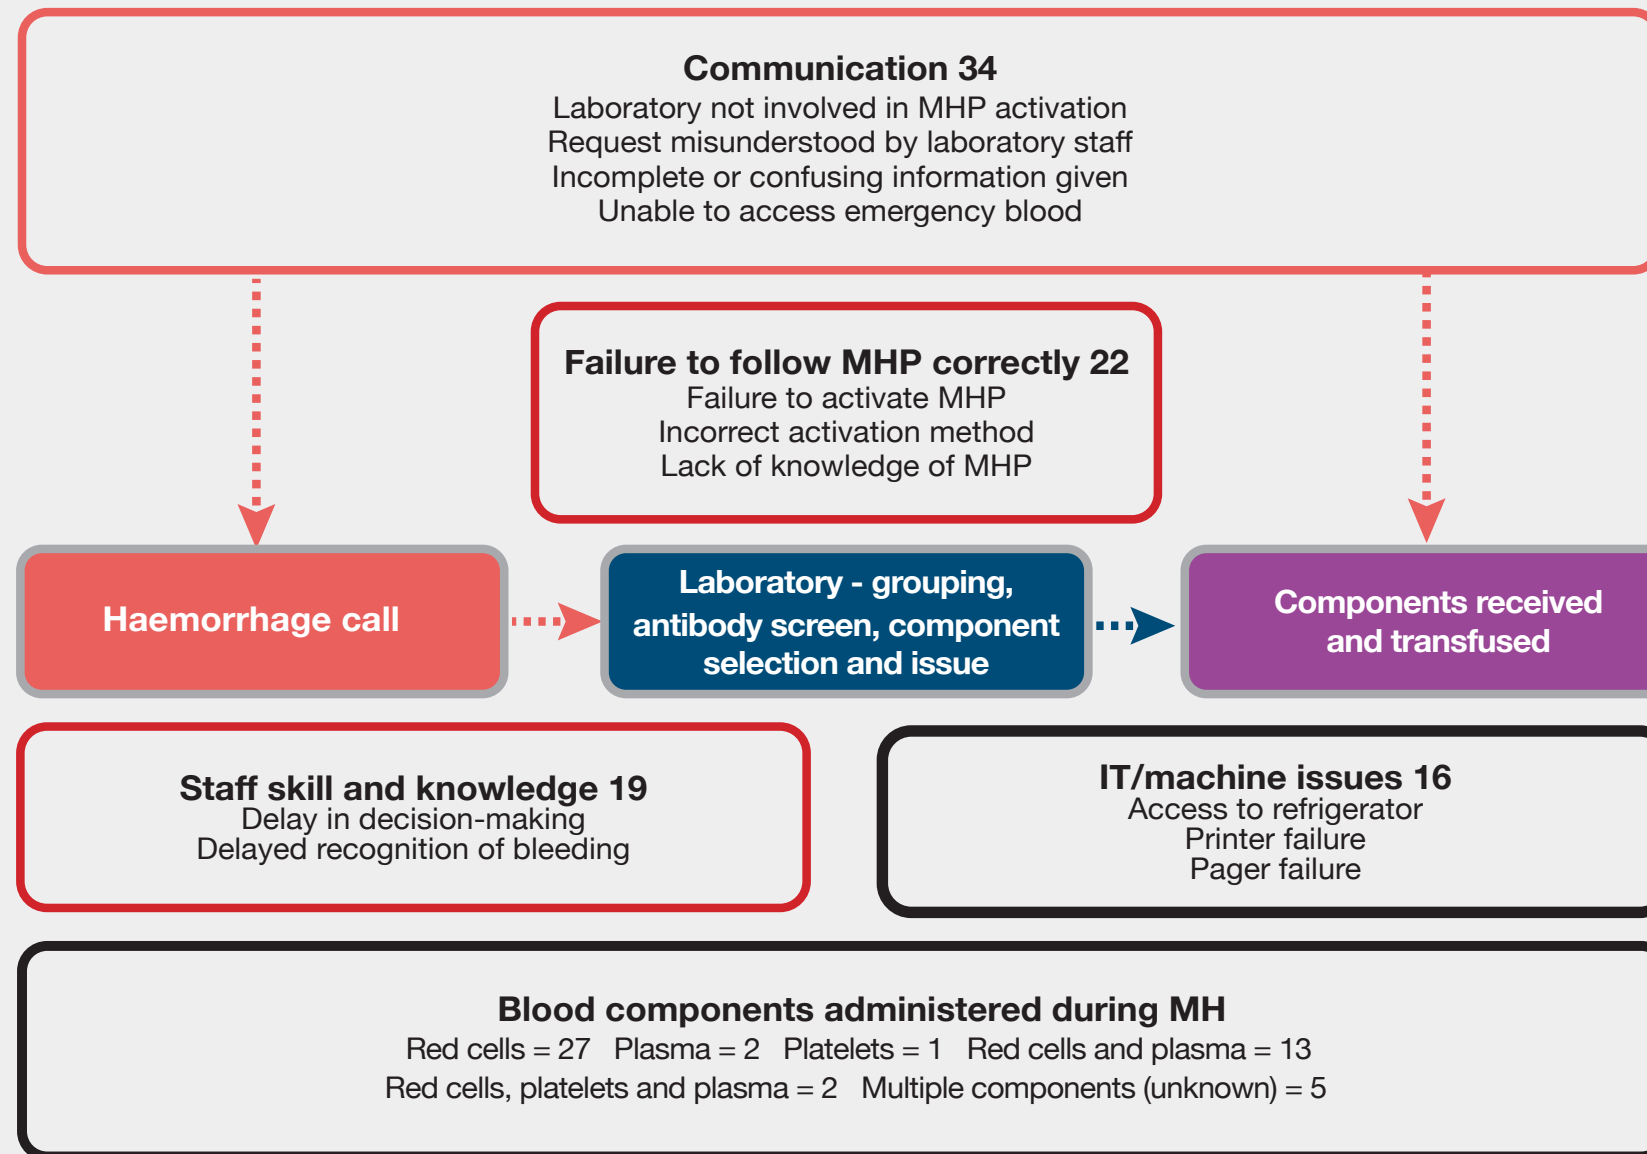 Communication 34
Laboratory not involved in MHP activation
Request misunderstood by laboratory staff
Incomplete or confusing information given
Unable to access emergency blood
Failure to follow MHP correctly 22
Failure to activate MHP
Incorrect activation method
Lack of knowledge of MHP
Haemorrhage call
Laboratory - grouping,
antibody screen, component
selection and issue
Components received
and transfused
Staff skill and knowledge 19
Delay in decision-making
Delayed recognition of bleeding
IT/machine issues 16
Access to refrigerator
Printer failure
Pager failure
Blood components administered during MH
Red cells = 27 Plasma = 2 Platelets = 1 Red cells and plasma = 13
Red cells, platelets and plasma = 2 Multiple components (unknown) = 5